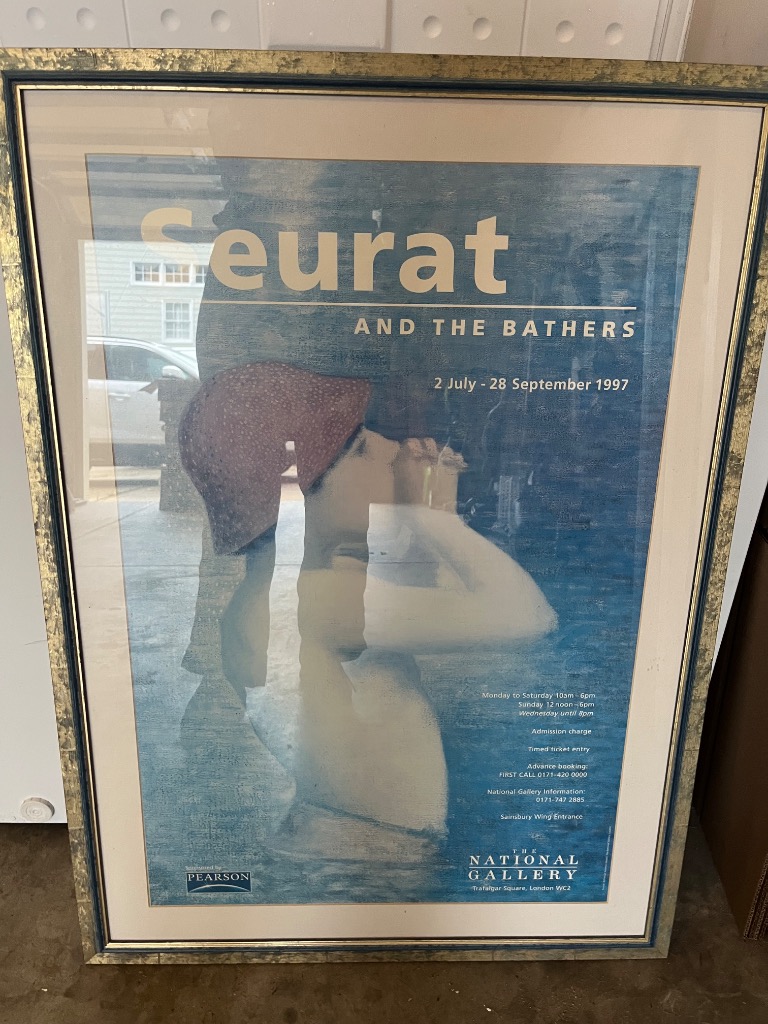 Seurat
AND THE BATHERS
2 July - 28 September 1997
Monday to Saturday 10am - 6pm
Sunday 12 noon - 6pm
Wednesday until 8pm
Admission charge
Timed ticket entry
Advance booking:
FIRST CALL 0171-420 0000
National Gallery Information:
0171-747 2885
Sainsbury Wing Entrance
THE
NATIONAL
GALLERY
Trafalgar Square, London WC2
Sponsored by
PEARSON